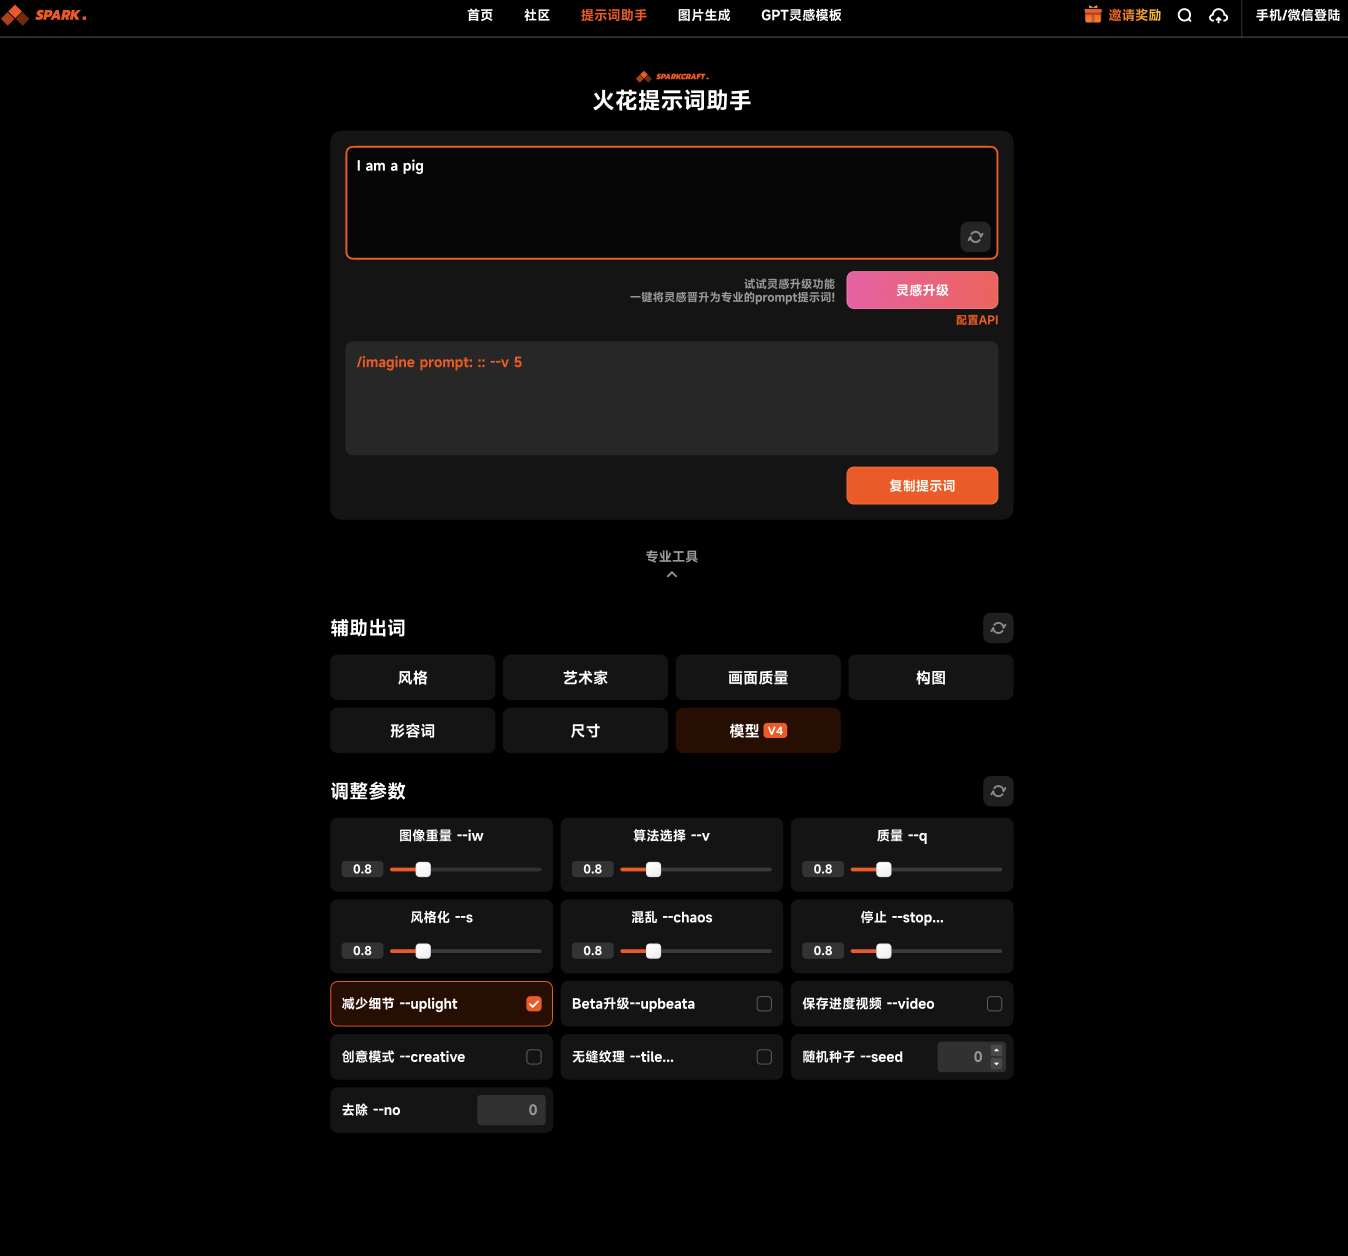 SPARK.
首页 社区 提示词助手 图片生成 GPT灵感模板
邀请奖励
手机/微信登陆
SPARKCRAFT.
火花提示词助手
I am a pig
试试灵感升级功能
一键将灵感晋升为专业的prompt提示词!
灵感升级
配置API
/imagine prompt: :: --v 5
复制提示词
专业工具
辅助出词
风格 艺术家 画面质量 构图
形容词 尺寸 模型 V4
调整参数
图像重量 --iw 算法选择 --v 质量 --q
0.8 0.8 0.8
风格化 --s 混乱 --chaos 停止 --stop...
0.8 0.8 0.8
减少细节 --uplight Beta升级--upbeata 保存进度视频 --video
创意模式 --creative 无缝纹理 --tile... 随机种子 --seed 0
去除 --no 0